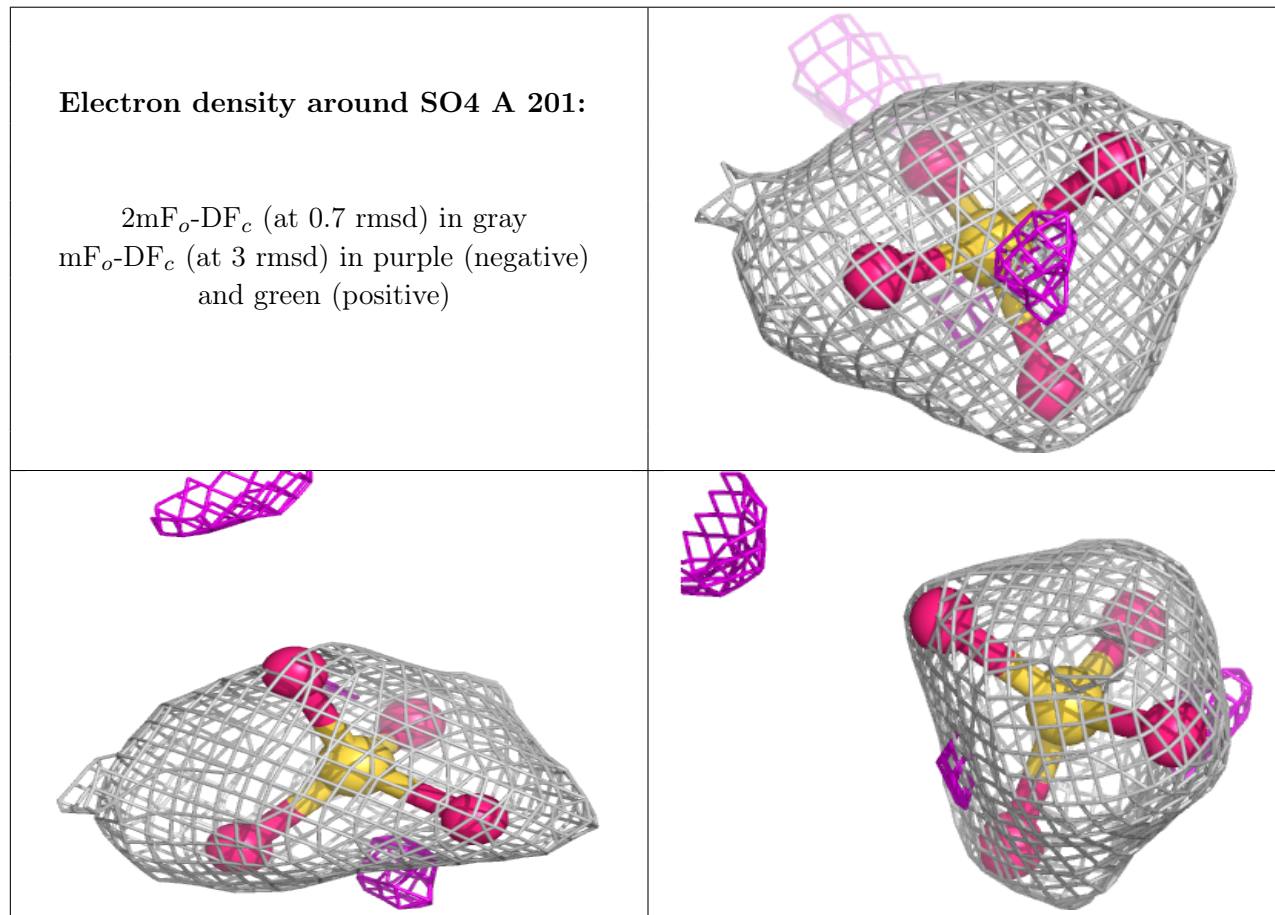 Electron density around SO4 A 201:
2mFo-DFc (at 0.7 rmsd) in gray
mFo-DFc (at 3 rmsd) in purple (negative)
and green (positive)